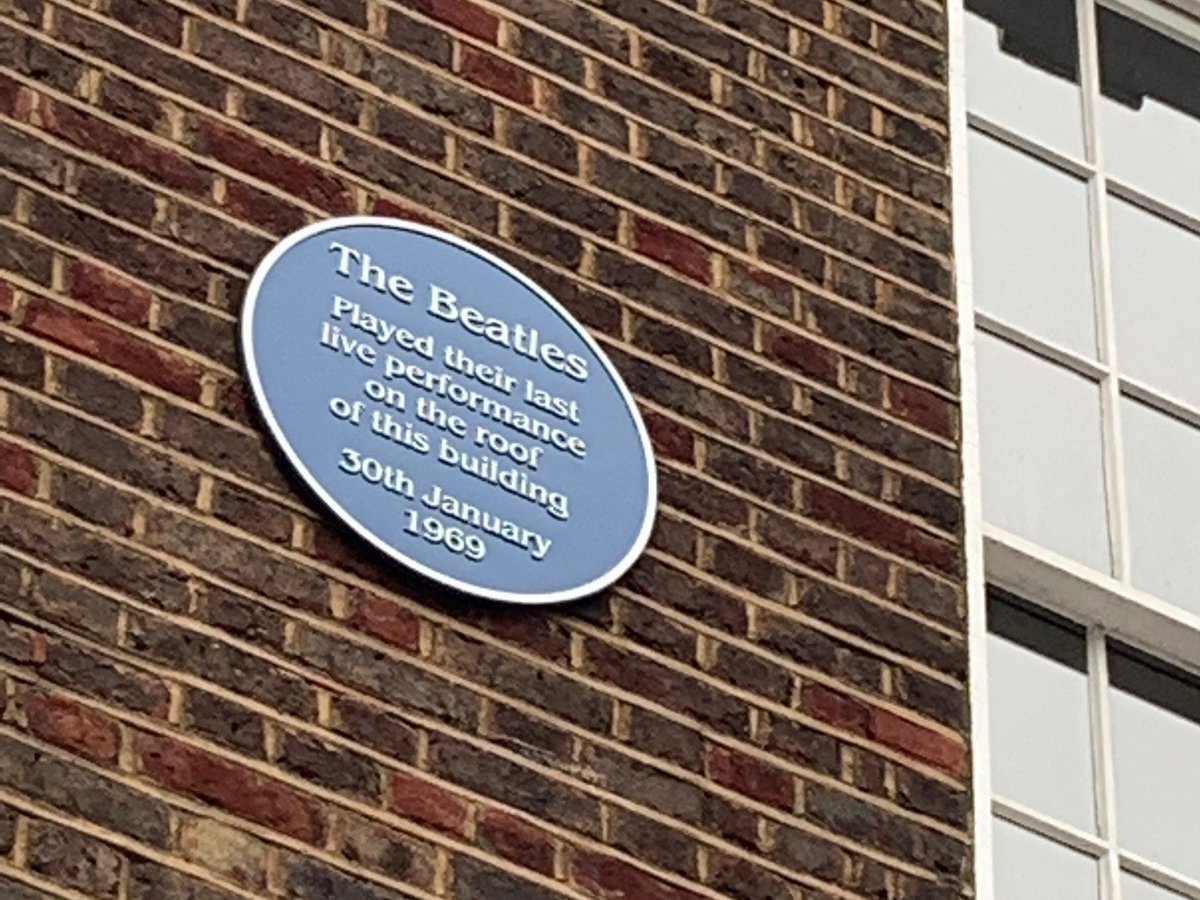 The Beatles
Played their last
live performance
on the roof
of this building
30th January
1969